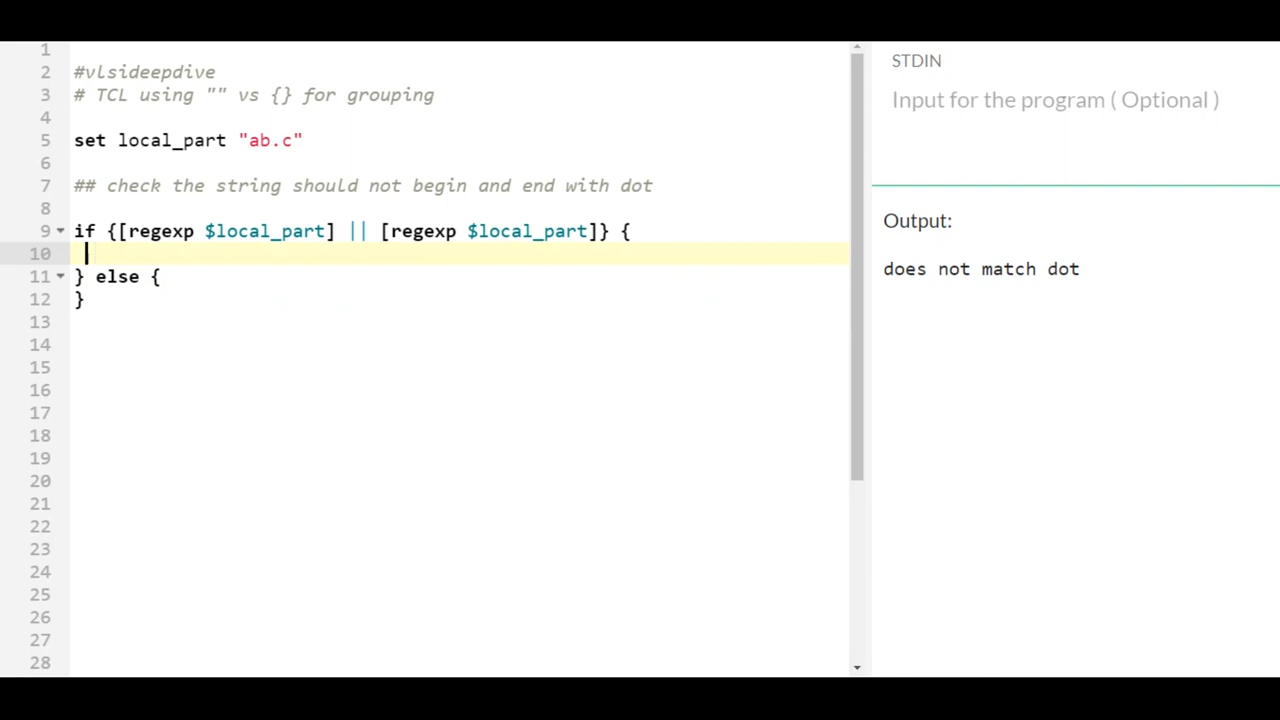 1
2 #vlsideepdive
3 # TCL using "" vs {} for grouping
4
5 set local_part "ab.c"
6
7 ## check the string should not begin and end with dot
8
9 if {[regexp $local_part] || [regexp $local_part]} {
10
11 } else {
12 }
13
14
15
16
17
18
19
20
21
22
23
24
25
26
27
28
STDIN
Input for the program ( Optional )
Output:
does not match dot